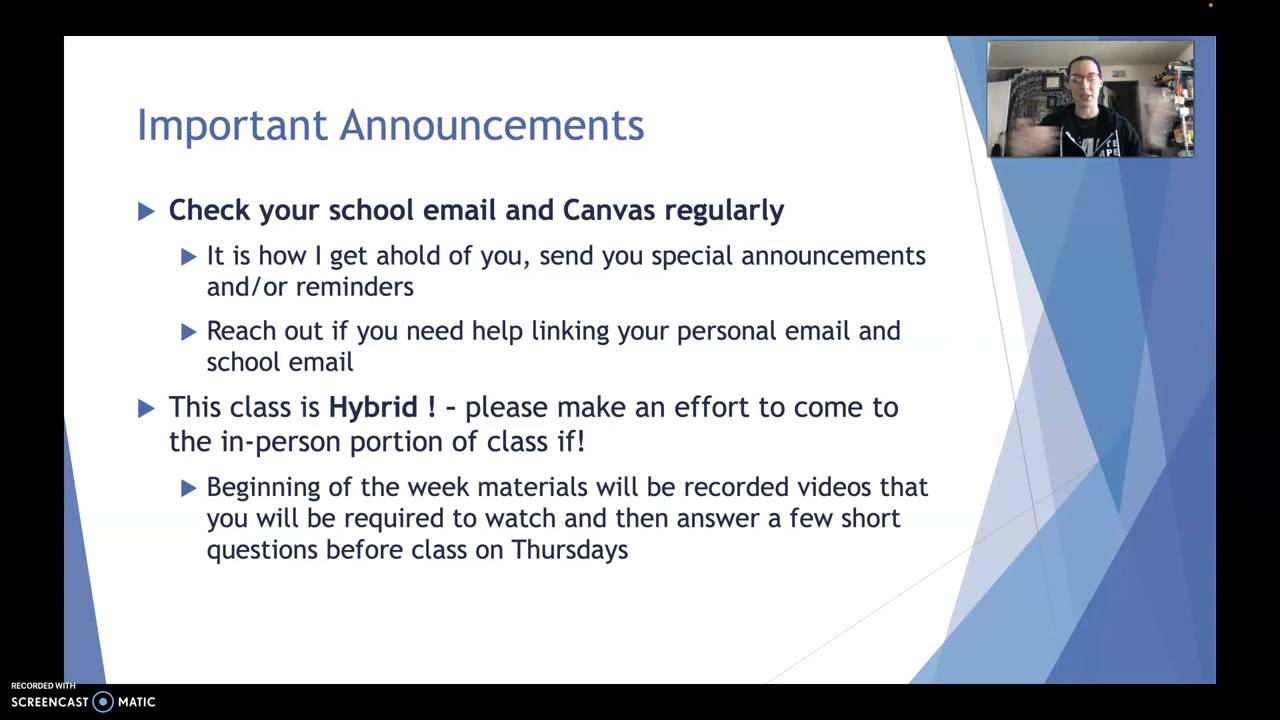 Important Announcements
Check your school email and Canvas regularly
It is how I get ahold of you, send you special announcements
and/or reminders
Reach out if you need help linking your personal email and
school email
This class is Hybrid ! – please make an effort to come to
the in-person portion of class if!
Beginning of the week materials will be recorded videos that
you will be required to watch and then answer a few short
questions before class on Thursdays
RECORDED WITH
SCREENCAST MATIC